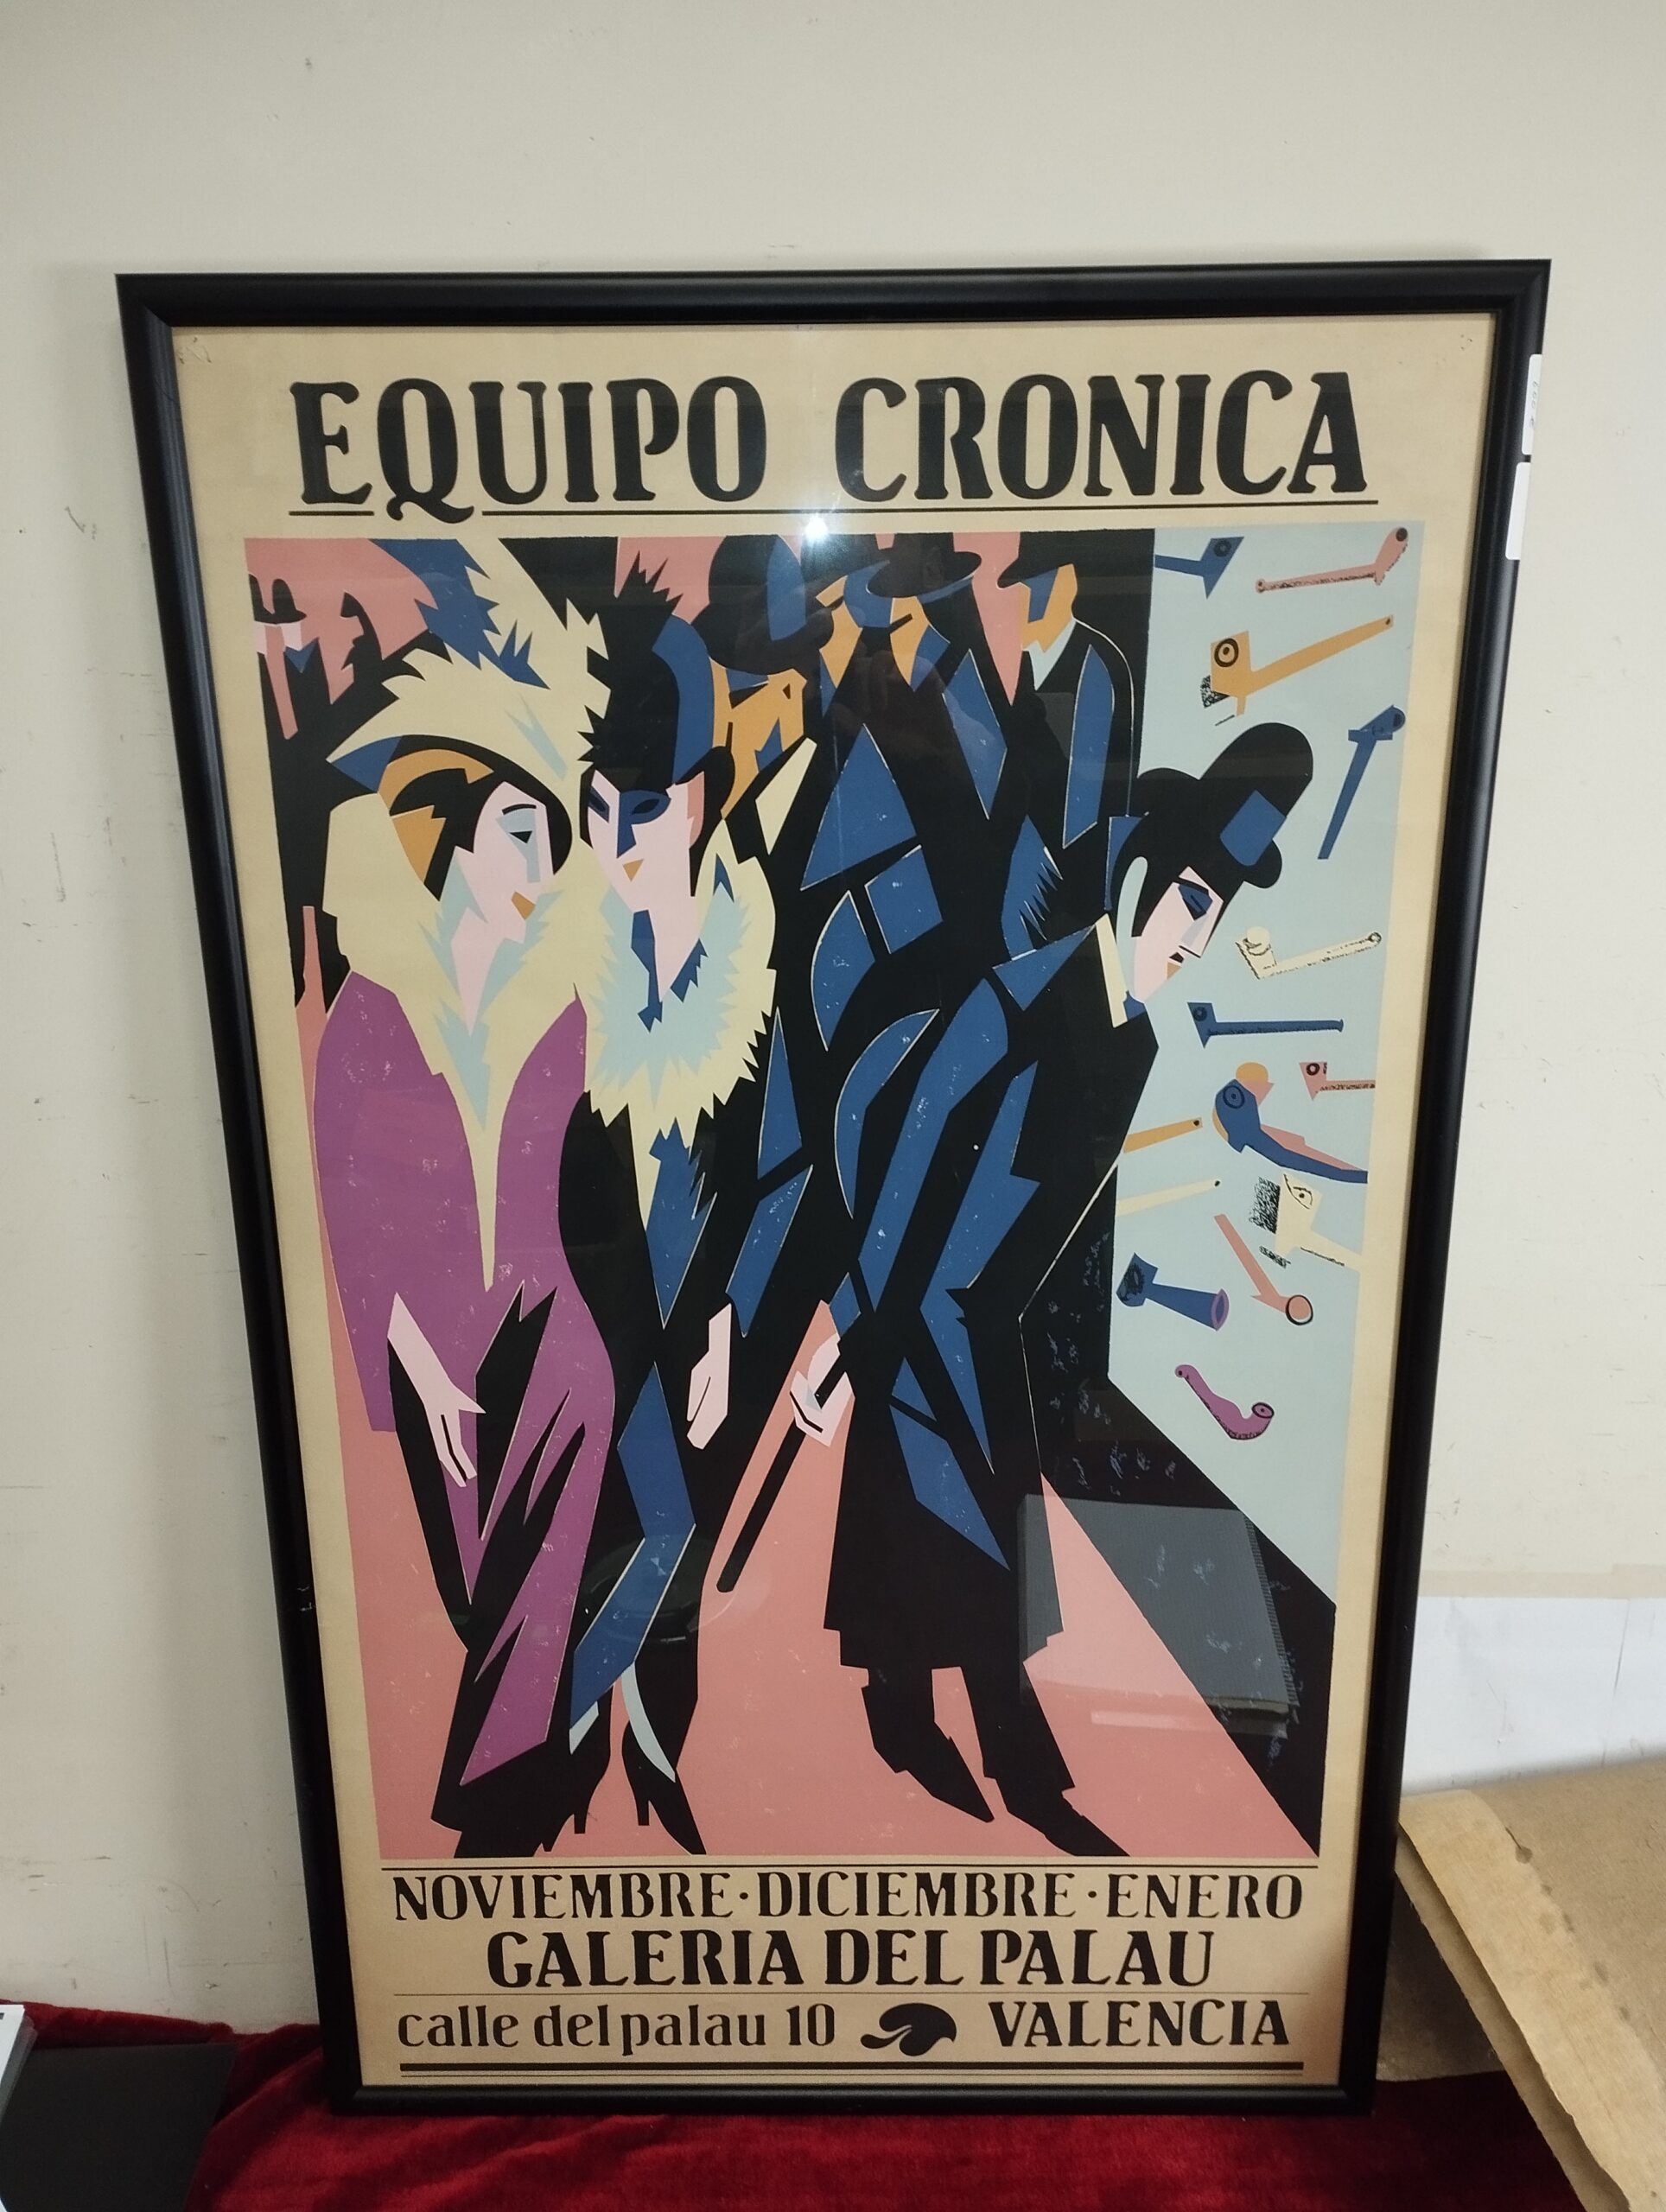 EQUIPO CRONICA
NOVIEMBRE·DICIEMBRE·ENERO
GALERIA DEL PALAU
calle del palau 10 VALENCIA